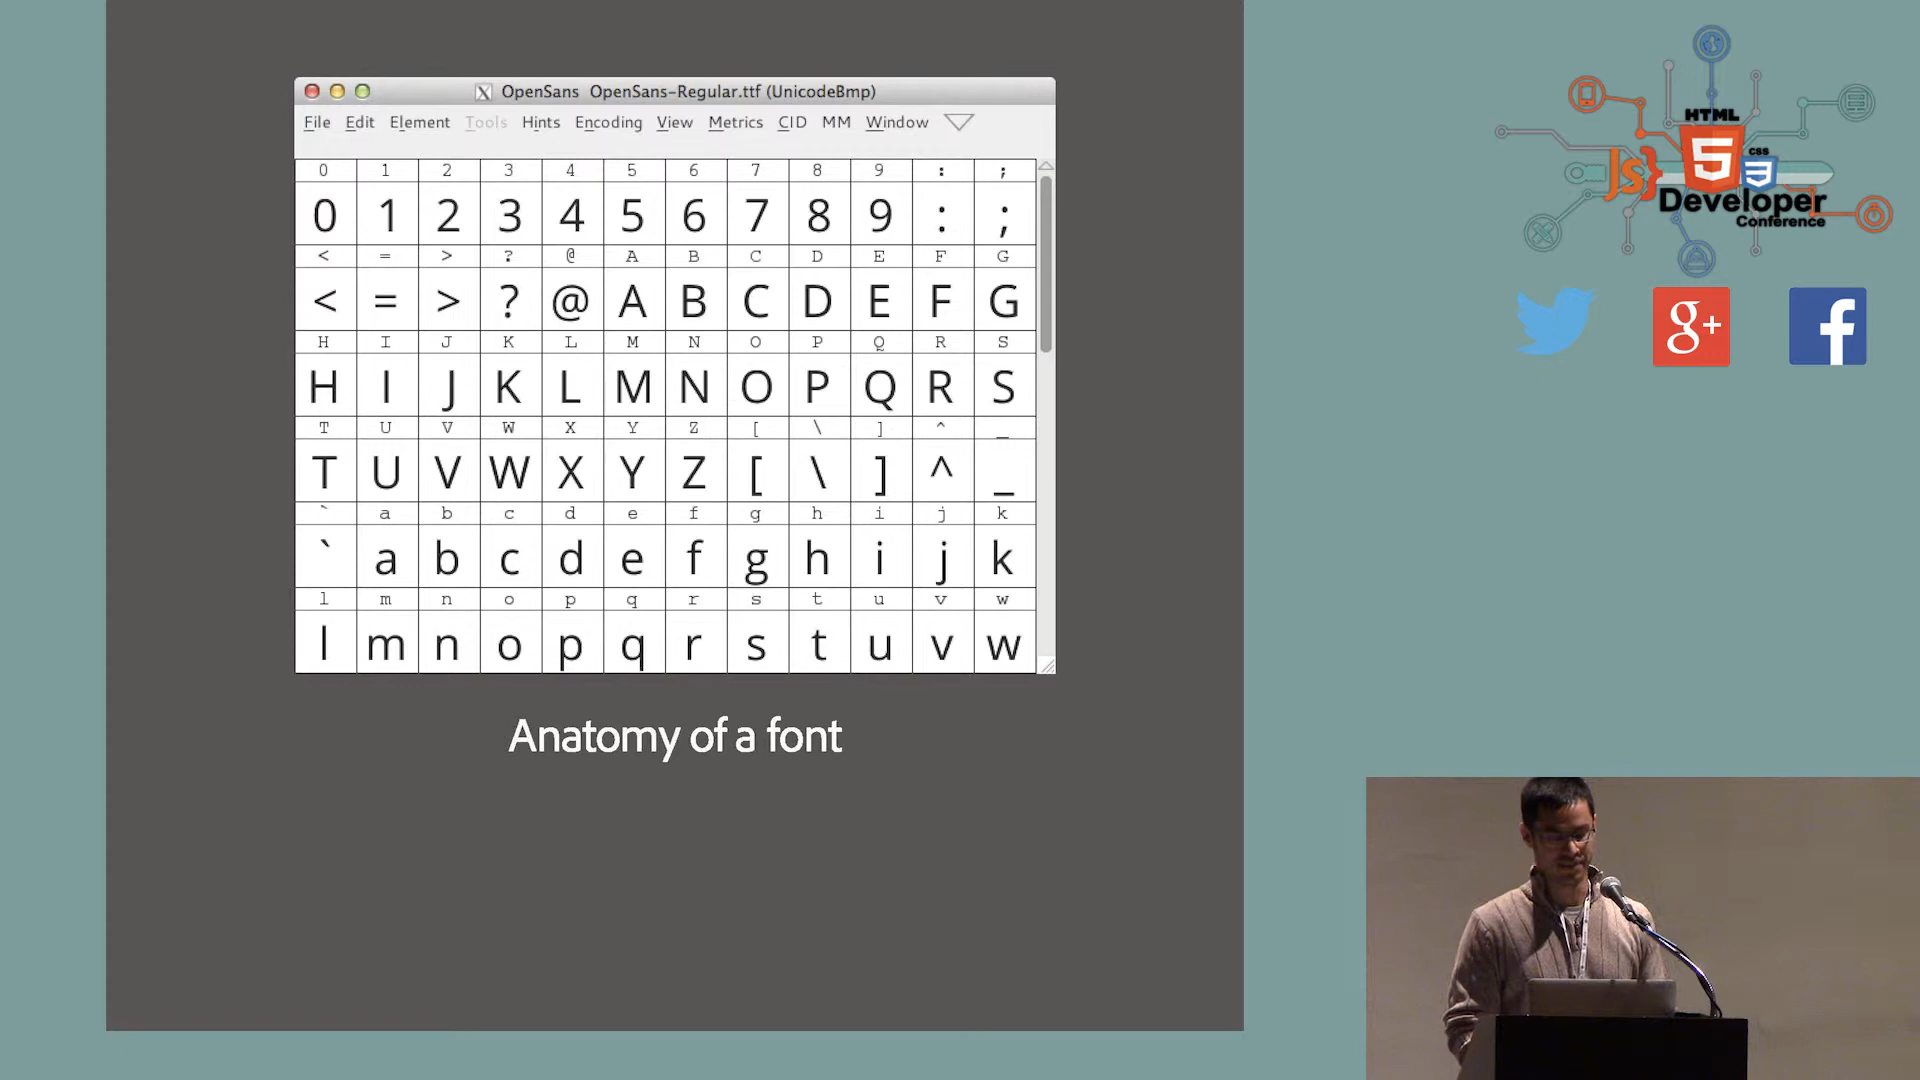 OpenSans OpenSans-Regular.ttf (UnicodeBmp)
File Edit Element Tools Hints Encoding View Metrics CID MM Window
0 1 2 3 4 5 6 7 8 9 : ;
0 1 2 3 4 5 6 7 8 9 : ;
< = > ? @ A B C D E F G
< = > ? @ A B C D E F G
H I J K L M N O P Q R S
H I J K L M N O P Q R S
T U V W X Y Z [ \ ] ^ _
T U V W X Y Z [ \ ] ^ _
` a b c d e f g h i j k
` a b c d e f g h i j k
l m n o p q r s t u v w
l m n o p q r s t u v w
Anatomy of a font
HTML
5
CSS
3
JS}
Developer
Conference
g+
f